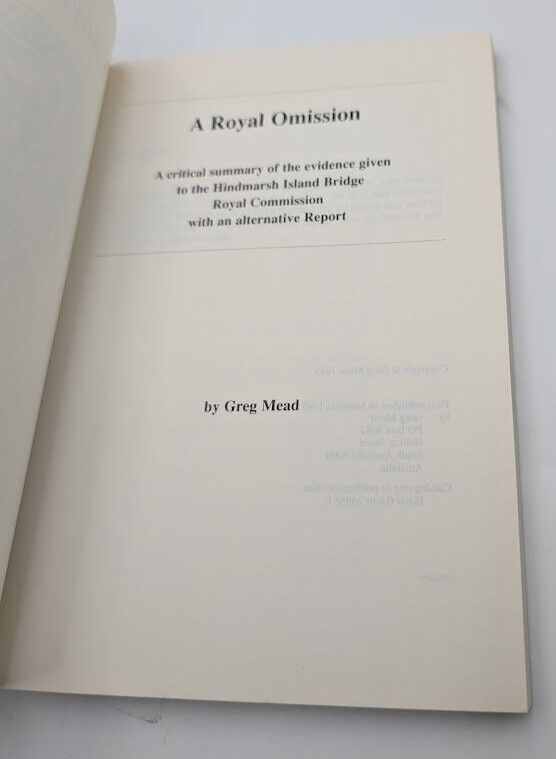 A Royal Omission
A critical summary of the evidence given
to the Hindmarsh Island Bridge
Royal Commission
with an alternative Report
by Greg Mead